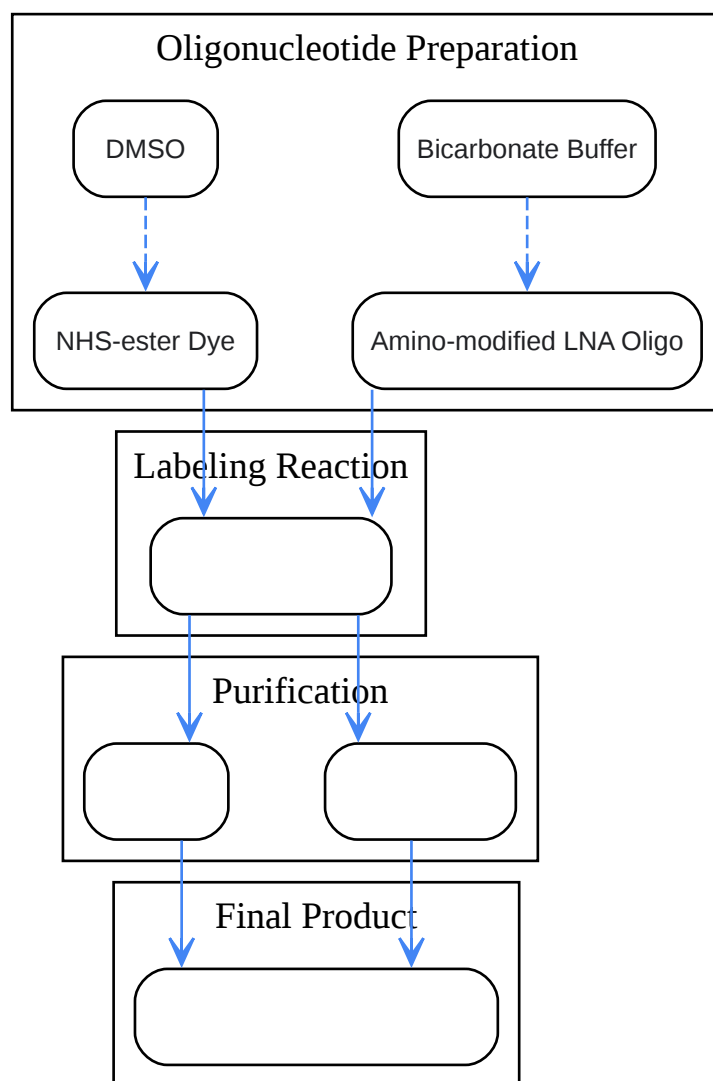 Oligonucleotide Preparation
DMSO
Bicarbonate Buffer
NHS-ester Dye
Amino-modified LNA Oligo
Labeling Reaction
Purification
Final Product